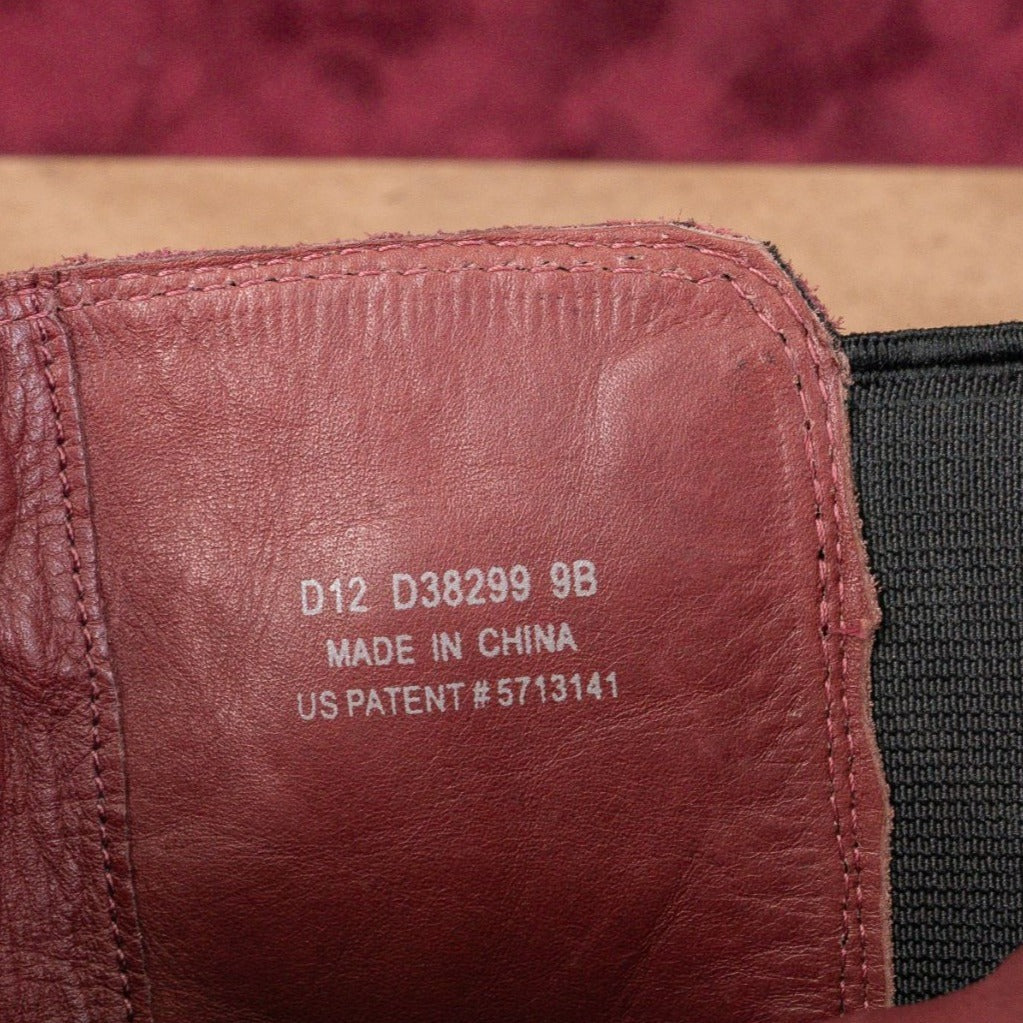 D12 D38299 9B
MADE IN CHINA
US PATENT # 5713141